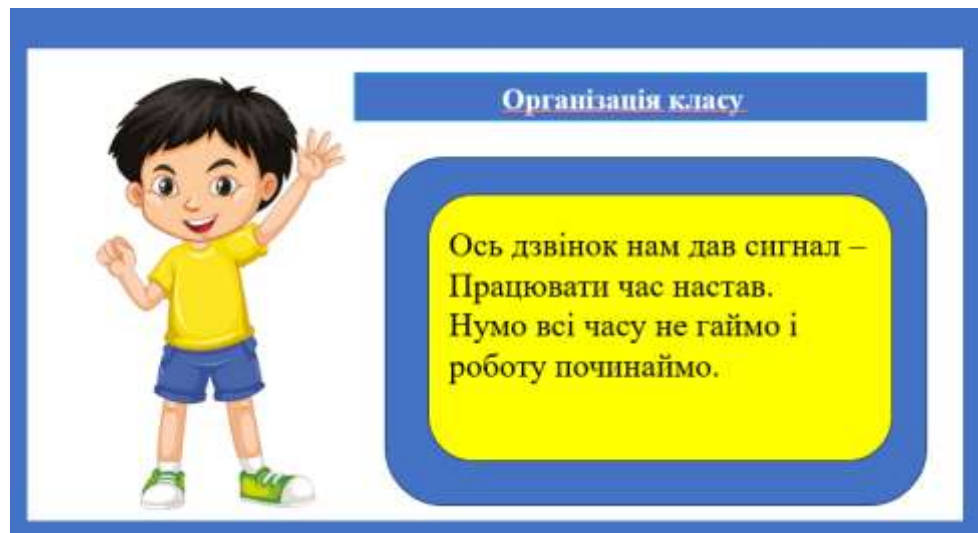 Організація класу
Ось дзвінок нам дав сигнал –
Працювати час настав.
Нумо всі часу не гаймо і
роботу починаймо.